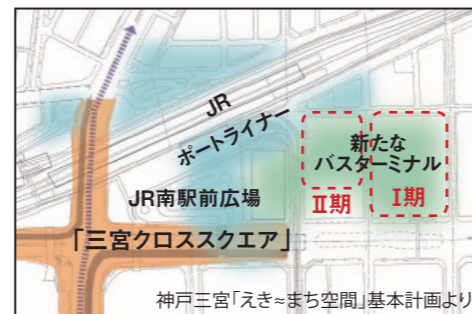 JR
ポートライナー
新たな
バスターミナル
JR南駅前広場
Ⅱ期
Ⅰ期
「三宮クロススクエア」
神戸三宮「えき≈まち空間」基本計画より